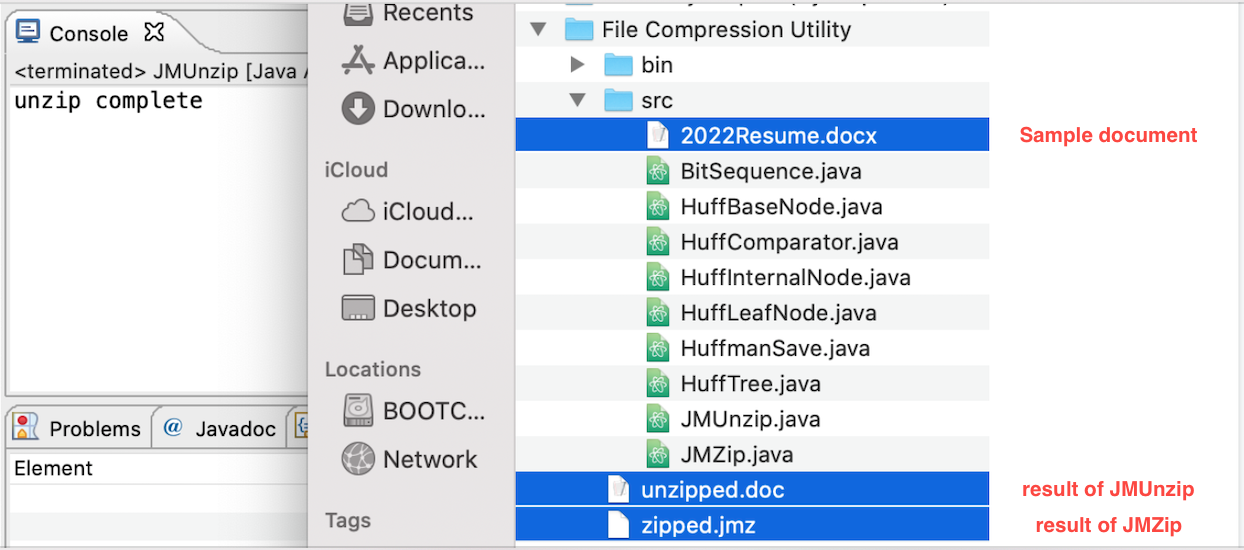 Console
<terminated> JMUnzip [Java A
unzip complete
Problems
Javadoc
Element
Recents
Applica...
Downlo...
iCloud
iCloud...
Docum...
Desktop
Locations
BOOTC...
Network
Tags
File Compression Utility
bin
src
2022Resume.docx Sample document
BitSequence.java
HuffBaseNode.java
HuffComparator.java
HuffInternalNode.java
HuffLeafNode.java
HuffmanSave.java
HuffTree.java
JMUnzip.java
JMZip.java
unzipped.doc result of JMUnzip
zipped.jmz result of JMZip